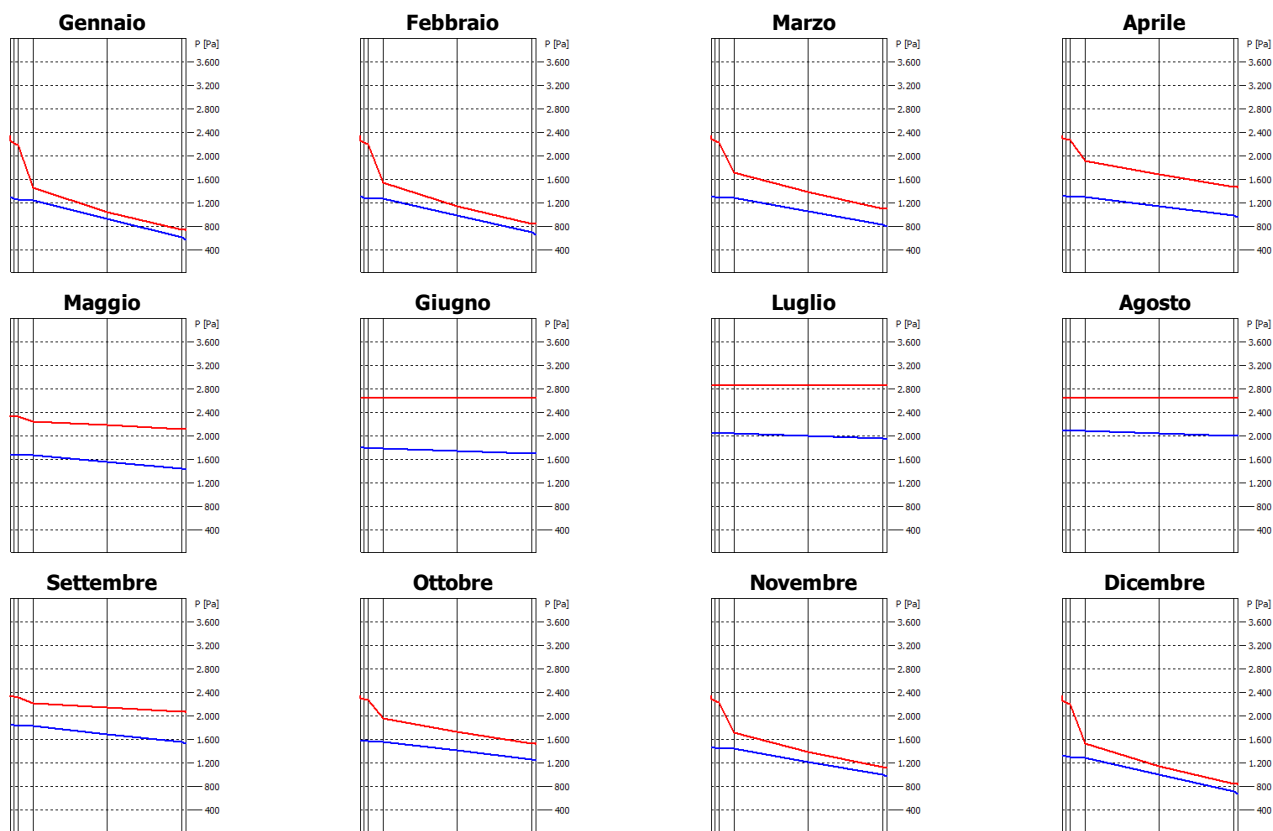 Gennaio Febbraio Marzo Aprile
P [Pa] P [Pa] P [Pa] P [Pa]
3.600 3.600 3.600 3.600
3.200 3.200 3.200 3.200
2.800 2.800 2.800 2.800
2.400 2.400 2.400 2.400
2.000 2.000 2.000 2.000
1.600 1.600 1.600 1.600
1.200 1.200 1.200 1.200
800 800 800 800
400 400 400 400
Maggio Giugno Luglio Agosto
P [Pa] P [Pa] P [Pa] P [Pa]
3.600 3.600 3.600 3.600
3.200 3.200 3.200 3.200
2.800 2.800 2.800 2.800
2.400 2.400 2.400 2.400
2.000 2.000 2.000 2.000
1.600 1.600 1.600 1.600
1.200 1.200 1.200 1.200
800 800 800 800
400 400 400 400
Settembre Ottobre Novembre Dicembre
P [Pa] P [Pa] P [Pa] P [Pa]
3.600 3.600 3.600 3.600
3.200 3.200 3.200 3.200
2.800 2.800 2.800 2.800
2.400 2.400 2.400 2.400
2.000 2.000 2.000 2.000
1.600 1.600 1.600 1.600
1.200 1.200 1.200 1.200
800 800 800 800
400 400 400 400